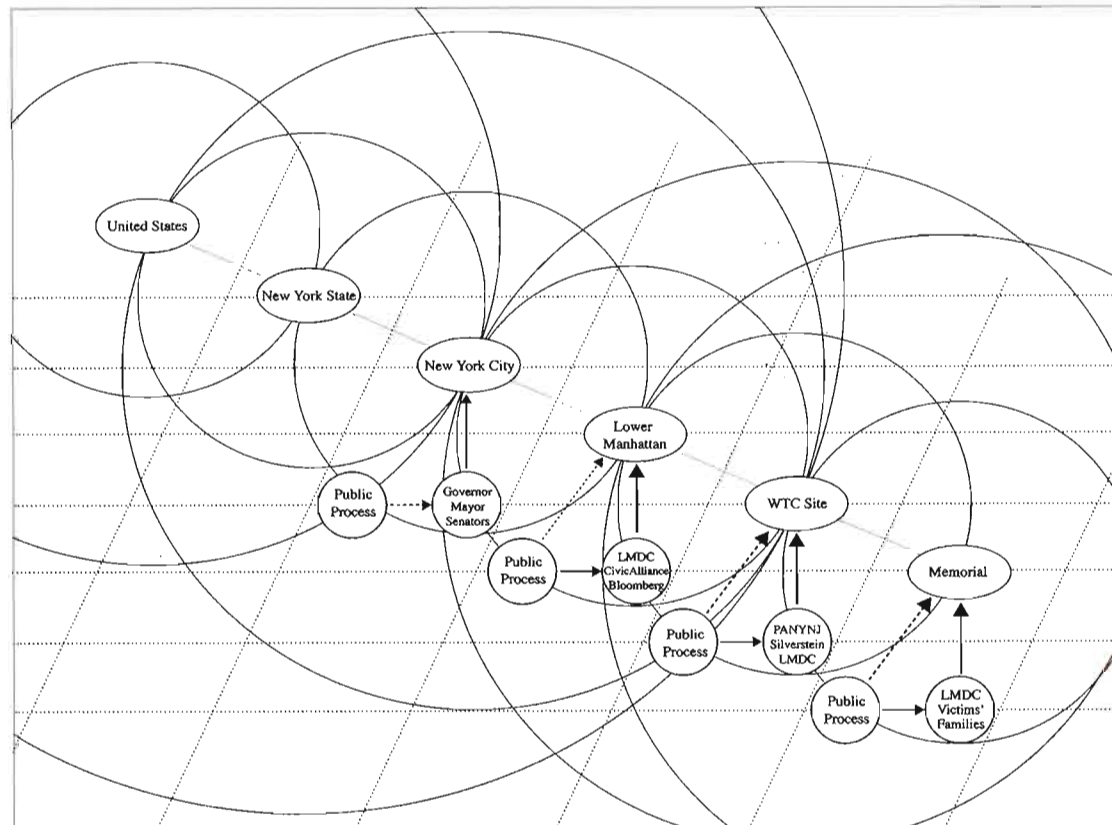 United States
New York State
New York City
Lower
Manhattan
Public
Process
Governor
Mayor
Senators
WTC Site
Public
Process
LMDC
CivicAlliance
Bloomberg
Memorial
Public
Process
PANYNJ
Silverstein
LMDC
Public
Process
LMDC
Victims'
Families